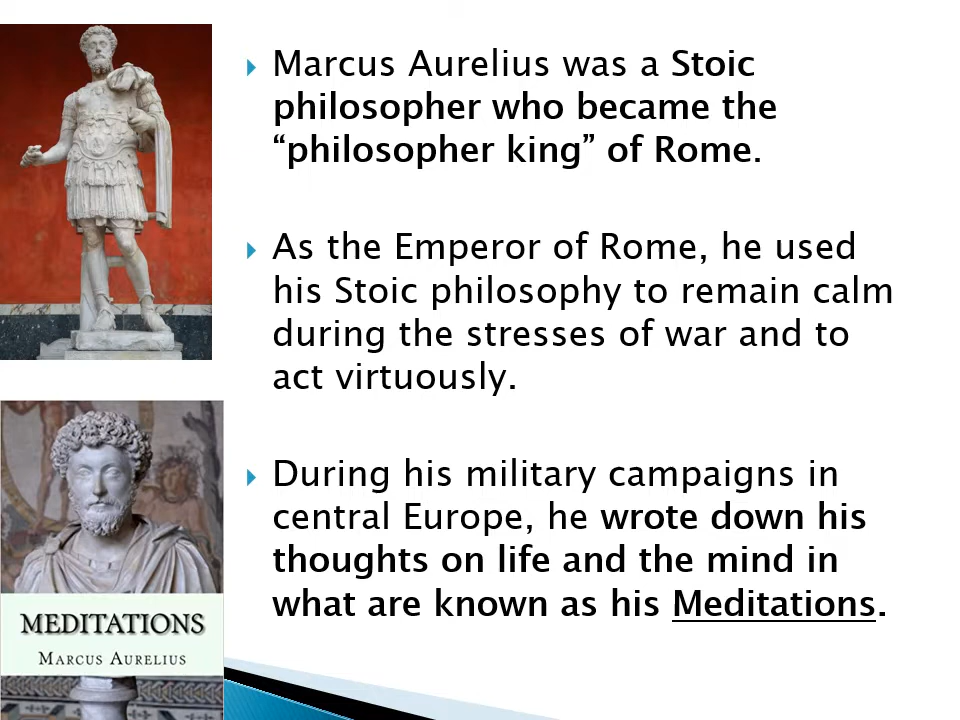 Marcus Aurelius was a Stoic
philosopher who became the
“philosopher king” of Rome.
As the Emperor of Rome, he used
his Stoic philosophy to remain calm
during the stresses of war and to
act virtuously.
During his military campaigns in
central Europe, he wrote down his
thoughts on life and the mind in
what are known as his Meditations.
MEDITATIONS
MARCUS AURELIUS